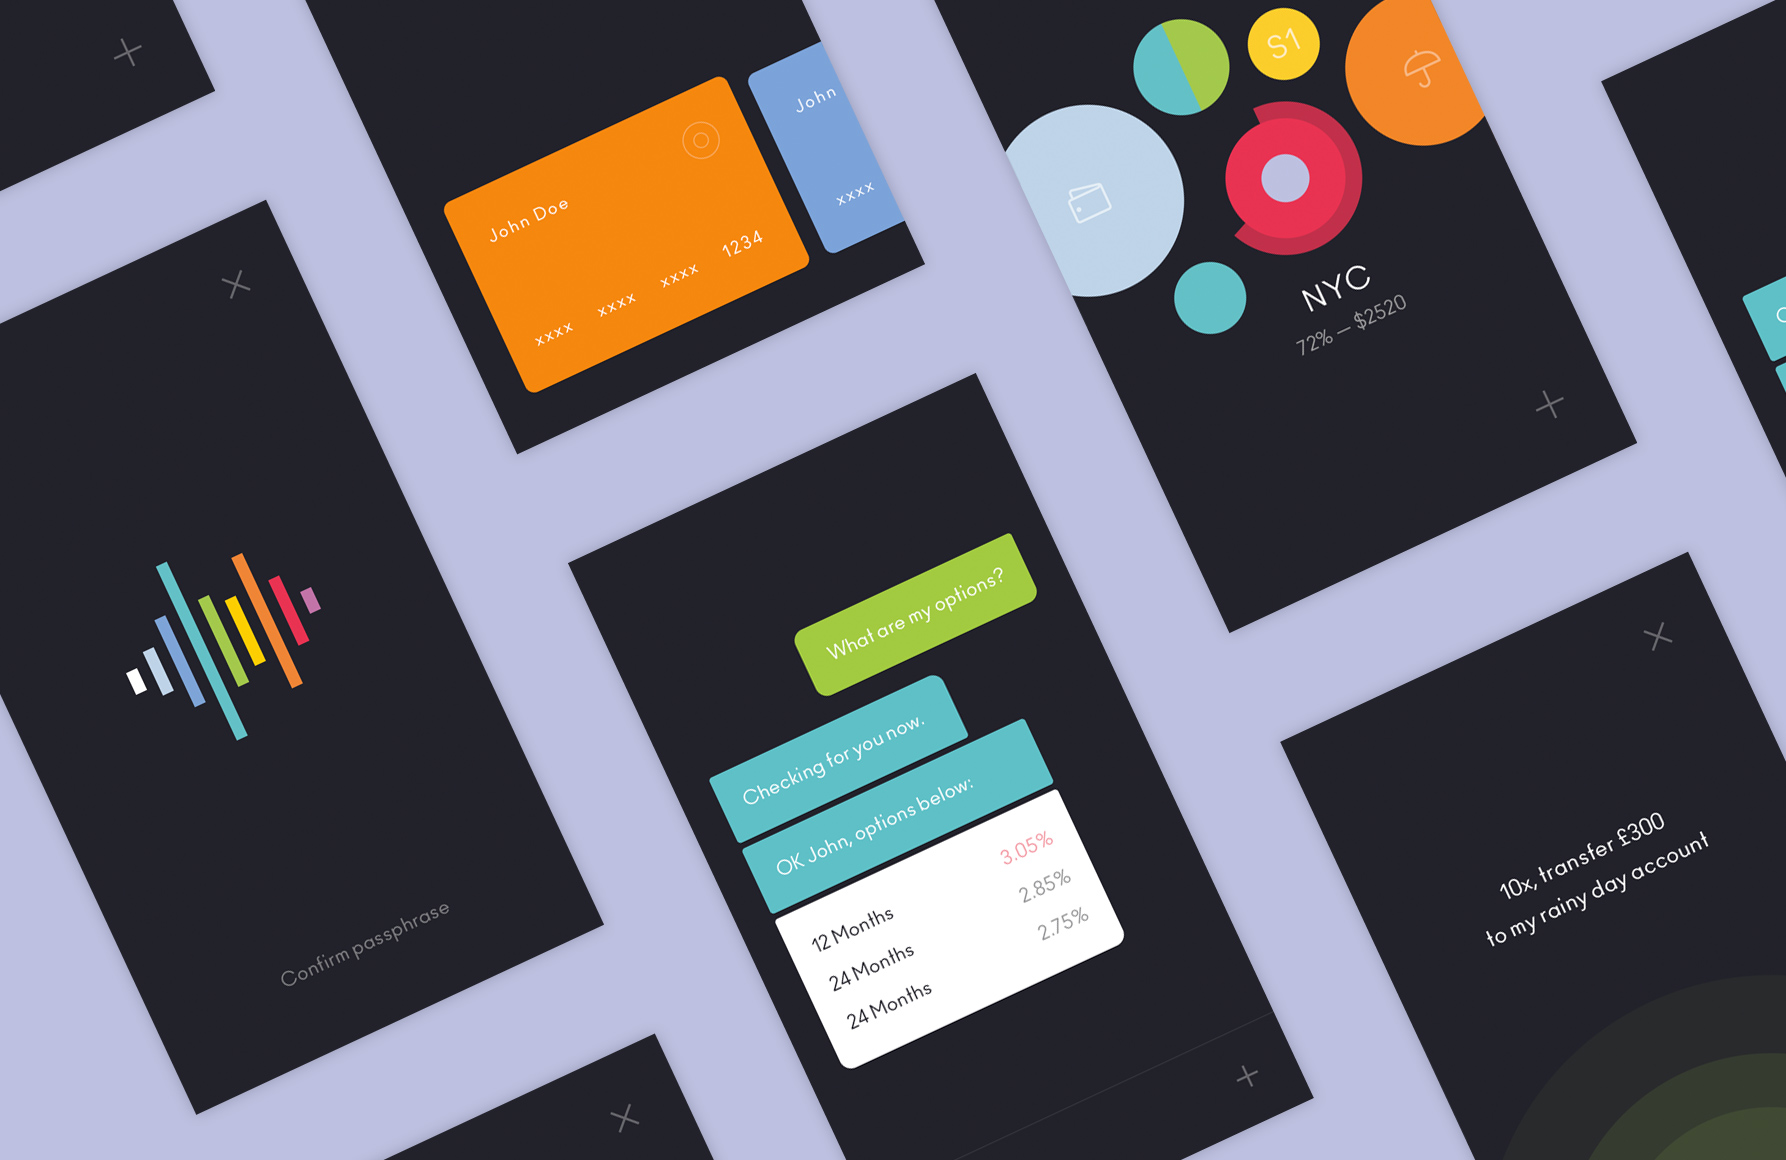 John Doe
xxxx xxxx xxxx 1234
John
xxxx
S1
NYC
72% — $2520
Confirm passphrase
What are my options?
Checking for you now.
OK John, options below:
12 Months 3.05%
24 Months 2.85%
24 Months 2.75%
10x, transfer £300
to my rainy day account